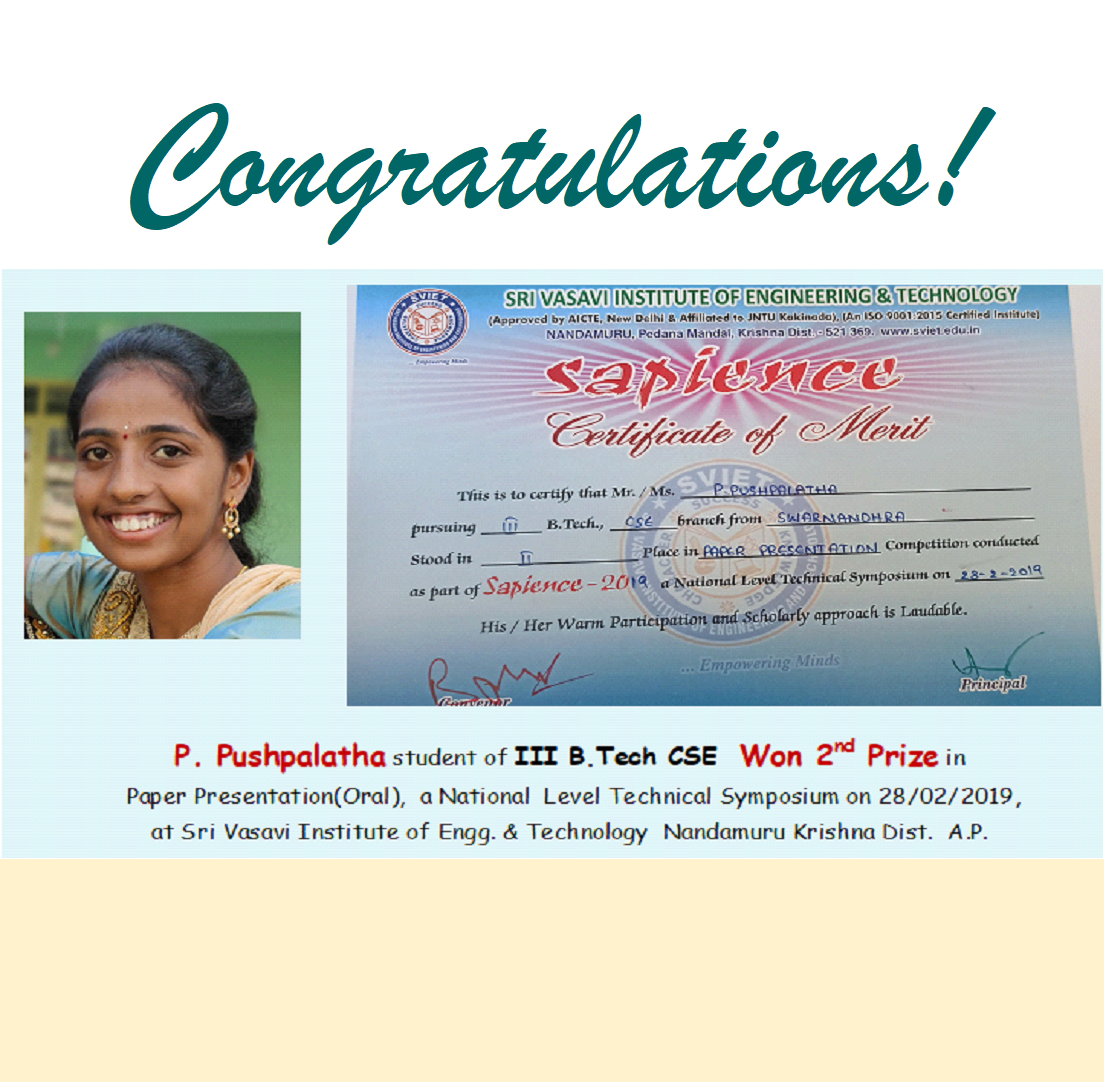 Congratulations!
SVIET
SRI VASAVI INSTITUTE OF ENGINEERING & TECHNOLOGY
(Approved by AICTE, New Delhi & Affiliated to JNTU Kakinada), (An ISO 9001:2015 Certified Institute)
NANDAMURU, Pedana Mandal, Krishna Dist. - 521 369. www.sviet.edu.in
... Empowering Minds
sapience
Certificate of Merit
This is to certify that Mr. / Ms. P. PUSHPALATHA
pursuing III B.Tech., CSE branch from SWARNANDHRA
Stood in II Place in PAPER PRESENTATION Competition conducted
as part of Sapience - 2019 a National Level Technical Symposium on 28-2-2019
His / Her Warm Participation and Scholarly approach is Laudable.
SVIET
SUCCESS
... Empowering Minds
Convenor
Principal
P. Pushpalatha student of III B.Tech CSE Won 2nd Prize in
Paper Presentation(Oral), a National Level Technical Symposium on 28/02/2019,
at Sri Vasavi Institute of Engg. & Technology Nandamuru Krishna Dist. A.P.